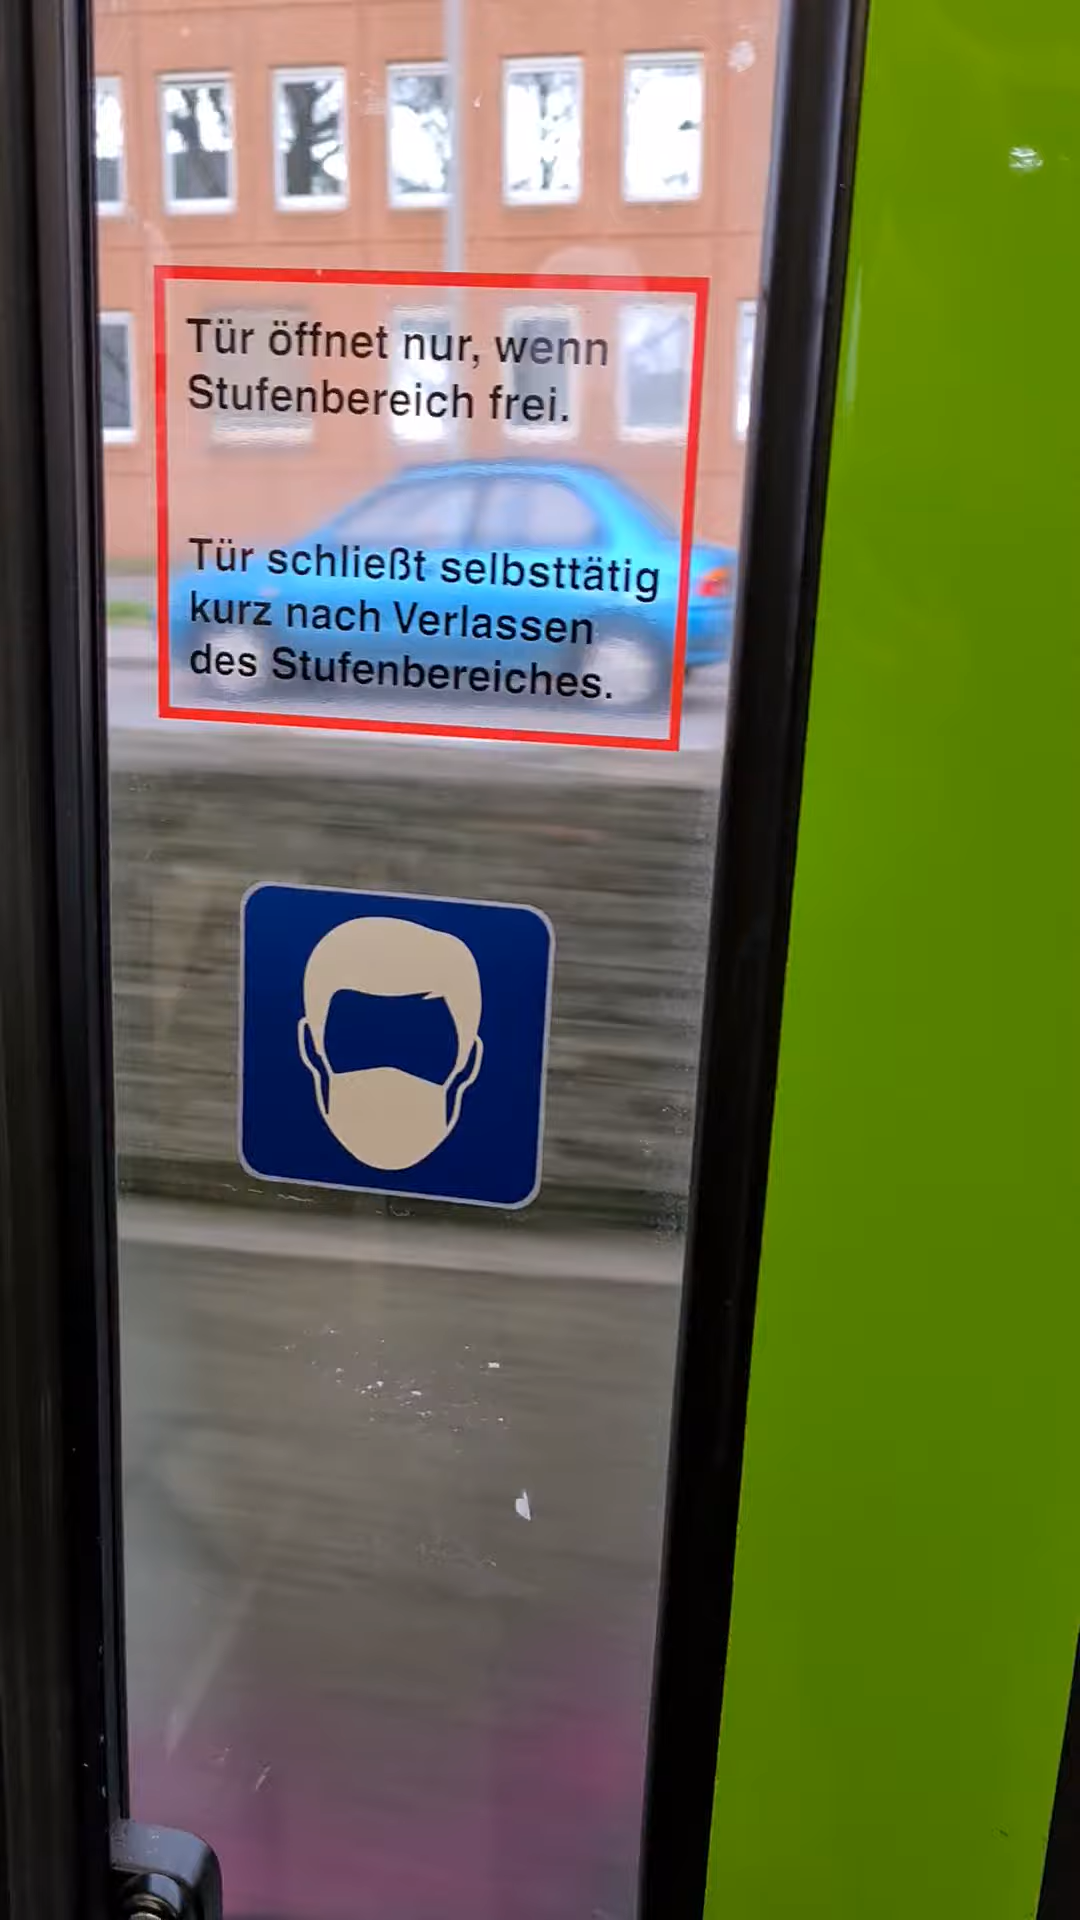 Tür öffnet nur, wenn
Stufenbereich frei.
Tür schließt selbsttätig
kurz nach Verlassen
des Stufenbereiches.